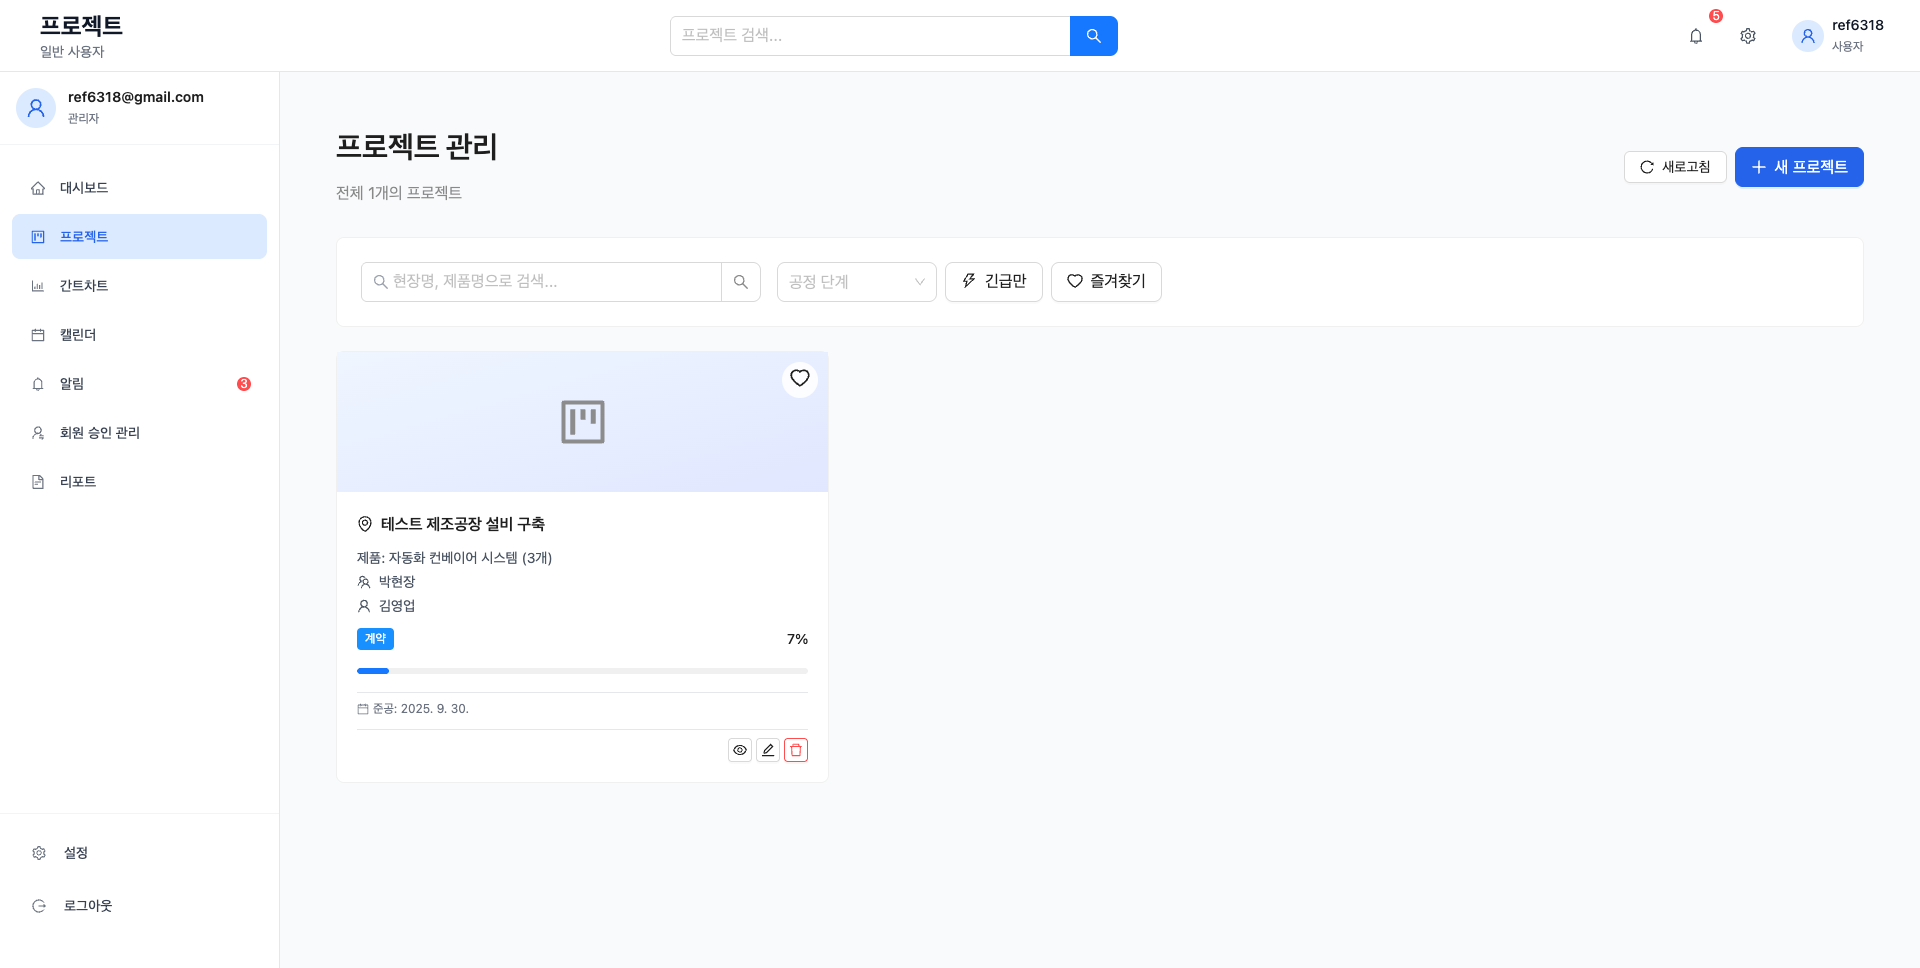 프로젝트
일반 사용자
프로젝트 검색...
5
ref6318
사용자
ref6318@gmail.com
관리자
대시보드
프로젝트
간트차트
캘린더
알림
3
회원 승인 관리
리포트
설정
로그아웃
프로젝트 관리
전체 1개의 프로젝트
새로고침
새 프로젝트
현장명, 제품명으로 검색...
공정 단계
긴급만
즐겨찾기
테스트 제조공장 설비 구축
제품: 자동화 컨베이어 시스템 (3개)
박현장
김영업
계약
7%
준공: 2025. 9. 30.